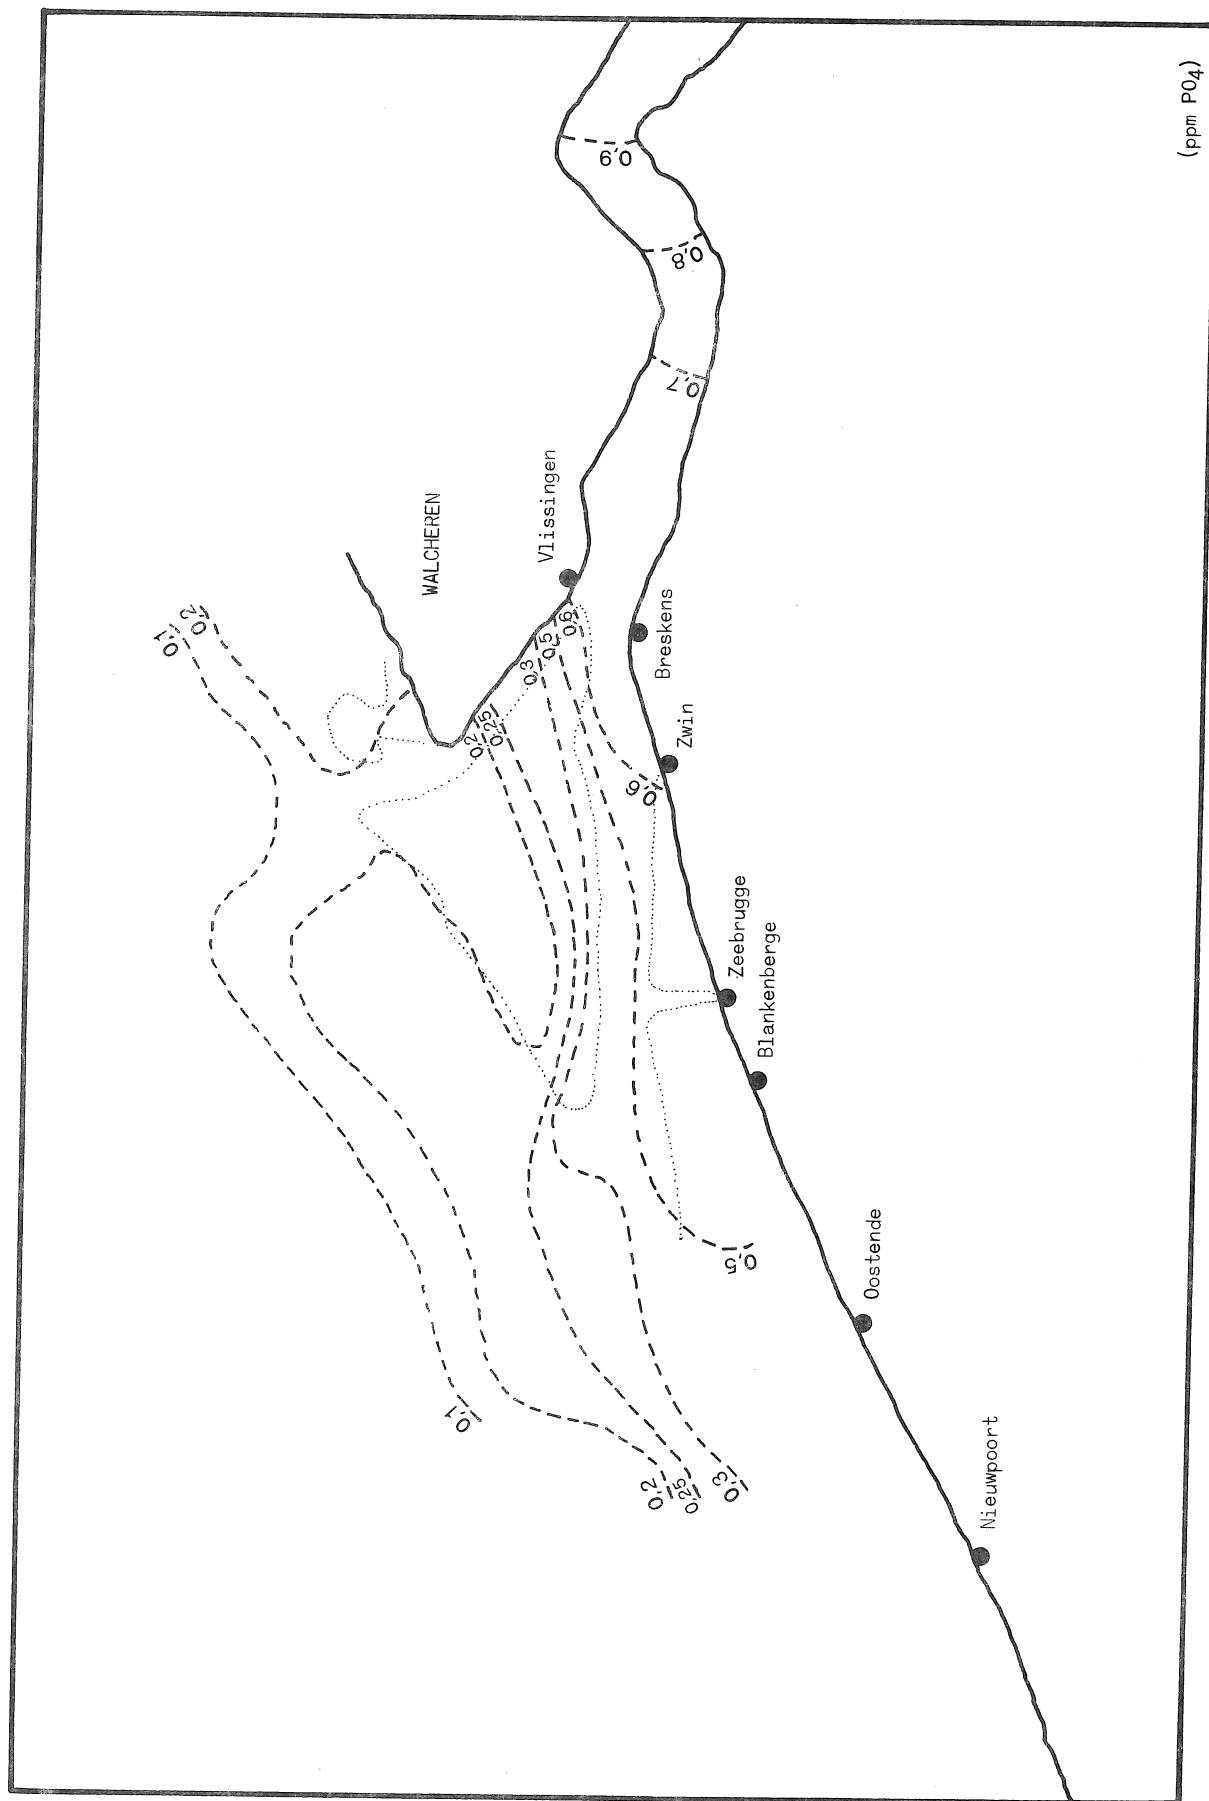 (ppm PO4)
0,9
0,8
0,7
WALCHEREN
Vlissingen
Breskens
Zwin
Zeebrugge
Blankenberge
Oostende
Nieuwpoort
0,1
0,2
0,2
0,25
0,3
0,5
0,6
0,6
0,5
0,1
0,2
0,25
0,3